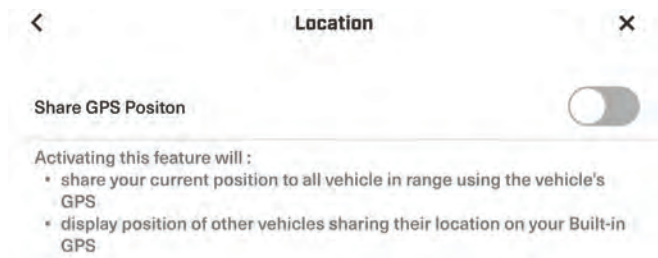 Location
Share GPS Positon
Activating this feature will :
• share your current position to all vehicle in range using the vehicle's
GPS
• display position of other vehicles sharing their location on your Built-in
GPS